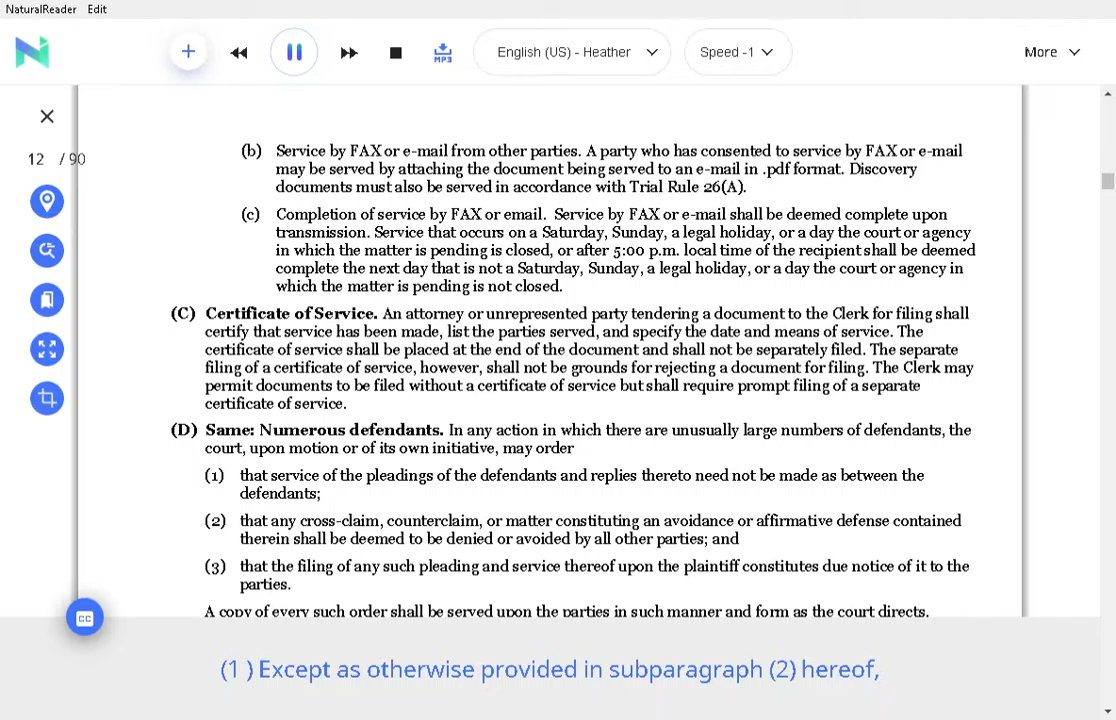 NaturalReader Edit
English (US) - Heather
Speed -1
More
MP3
12 / 90
(b) Service by FAX or e-mail from other parties. A party who has consented to service by FAX or e-mail
may be served by attaching the document being served to an e-mail in .pdf format. Discovery
documents must also be served in accordance with Trial Rule 26(A).
(c) Completion of service by FAX or email. Service by FAX or e-mail shall be deemed complete upon
transmission. Service that occurs on a Saturday, Sunday, a legal holiday, or a day the court or agency
in which the matter is pending is closed, or after 5:00 p.m. local time of the recipient shall be deemed
complete the next day that is not a Saturday, Sunday, a legal holiday, or a day the court or agency in
which the matter is pending is not closed.
(C) Certificate of Service. An attorney or unrepresented party tendering a document to the Clerk for filing shall
certify that service has been made, list the parties served, and specify the date and means of service. The
certificate of service shall be placed at the end of the document and shall not be separately filed. The separate
filing of a certificate of service, however, shall not be grounds for rejecting a document for filing. The Clerk may
permit documents to be filed without a certificate of service but shall require prompt filing of a separate
certificate of service.
(D) Same: Numerous defendants. In any action in which there are unusually large numbers of defendants, the
court, upon motion or of its own initiative, may order
(1) that service of the pleadings of the defendants and replies thereto need not be made as between the
defendants;
(2) that any cross-claim, counterclaim, or matter constituting an avoidance or affirmative defense contained
therein shall be deemed to be denied or avoided by all other parties; and
(3) that the filing of any such pleading and service thereof upon the plaintiff constitutes due notice of it to the
parties.
A copy of every such order shall be served upon the parties in such manner and form as the court directs.
CC
(1 ) Except as otherwise provided in subparagraph (2) hereof,